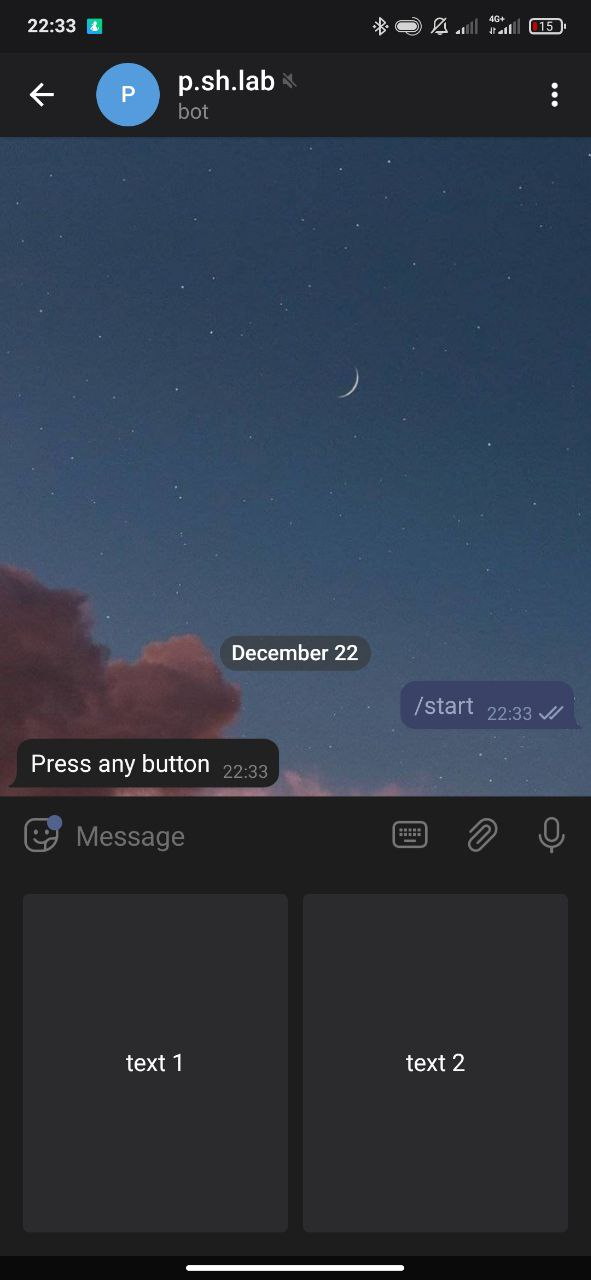 22:33
4G+
15
P
p.sh.lab
bot
December 22
/start 22:33
Press any button 22:33
Message
text 1
text 2